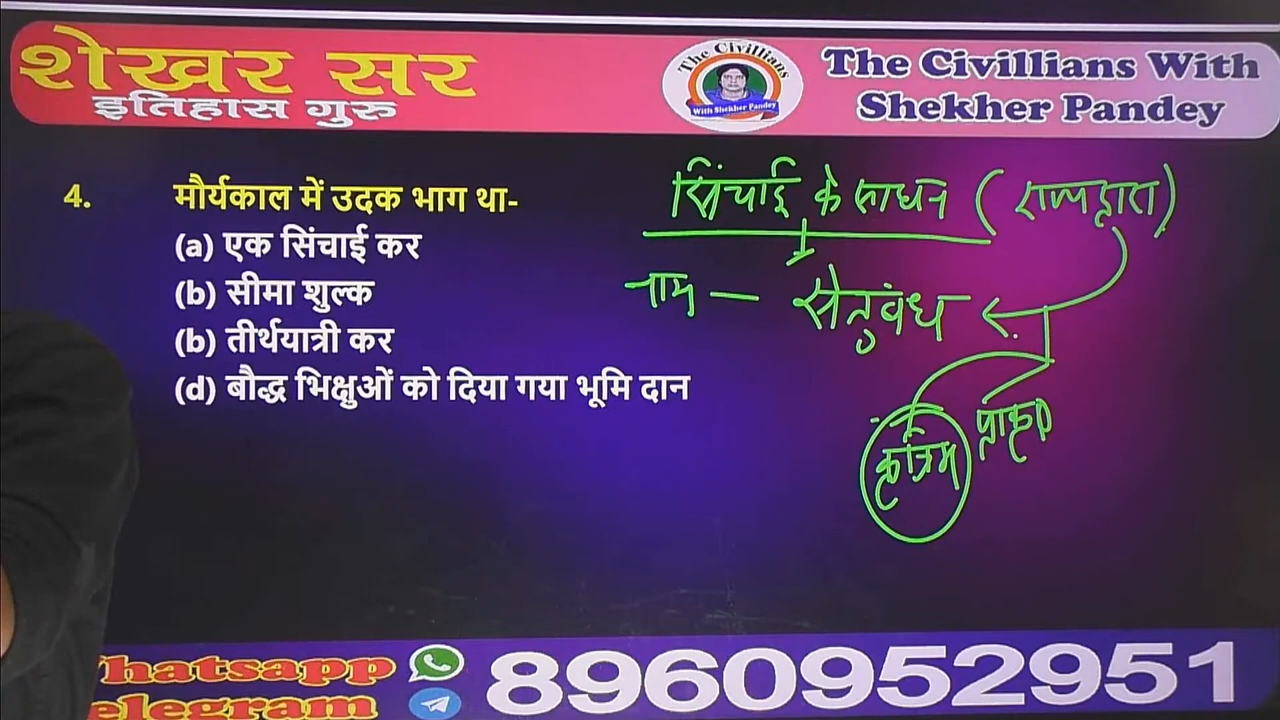 शेखर सर
इतिहास गुरु
The Civillians
With Shekher Pandey
The Civillians With
Shekher Pandey
4. मौर्यकाल में उदक भाग था-
(a) एक सिंचाई कर
(b) सीमा शुल्क
(b) तीर्थयात्री कर
(d) बौद्ध भिक्षुओं को दिया गया भूमि दान
सिंचाई के साधन (राज्य द्वारा)
नाम — सेतुबंध
कृत्रिम
hatsapp
elegram
8960952951